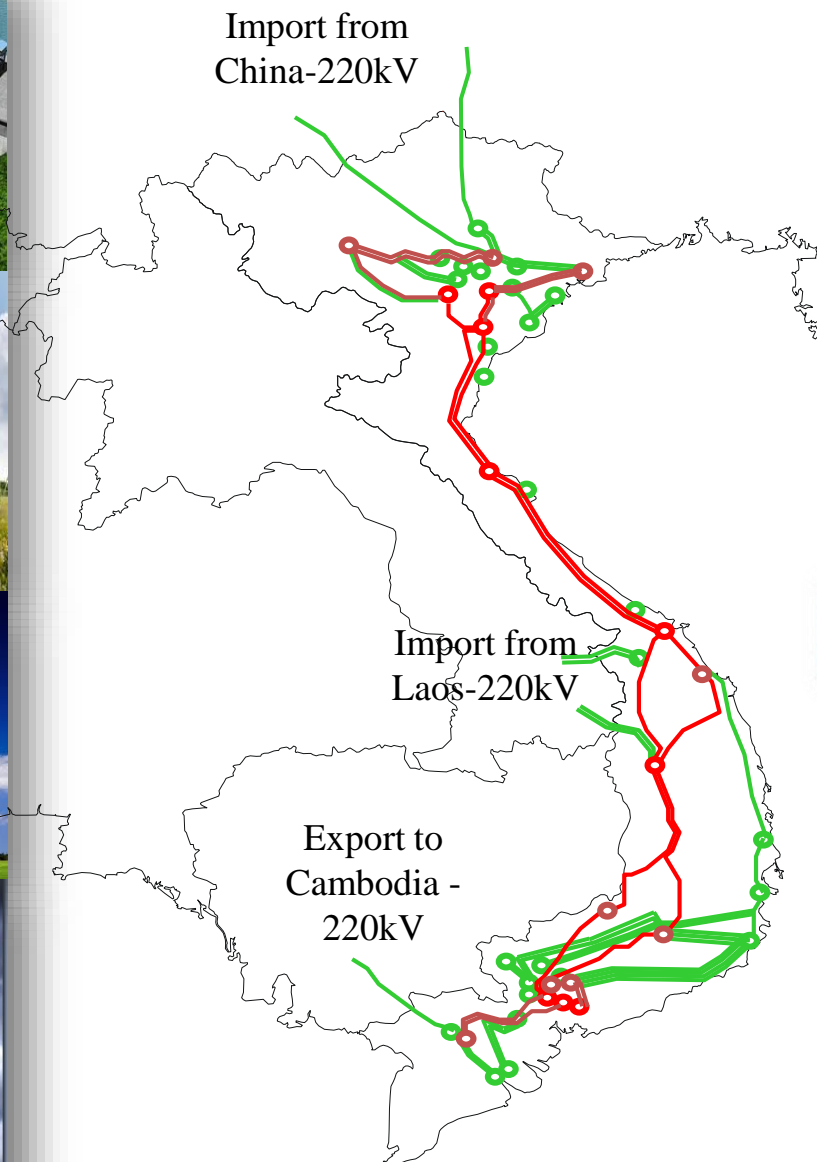 Import from
China-220kV
Import from
Laos-220kV
Export to
Cambodia -
220kV